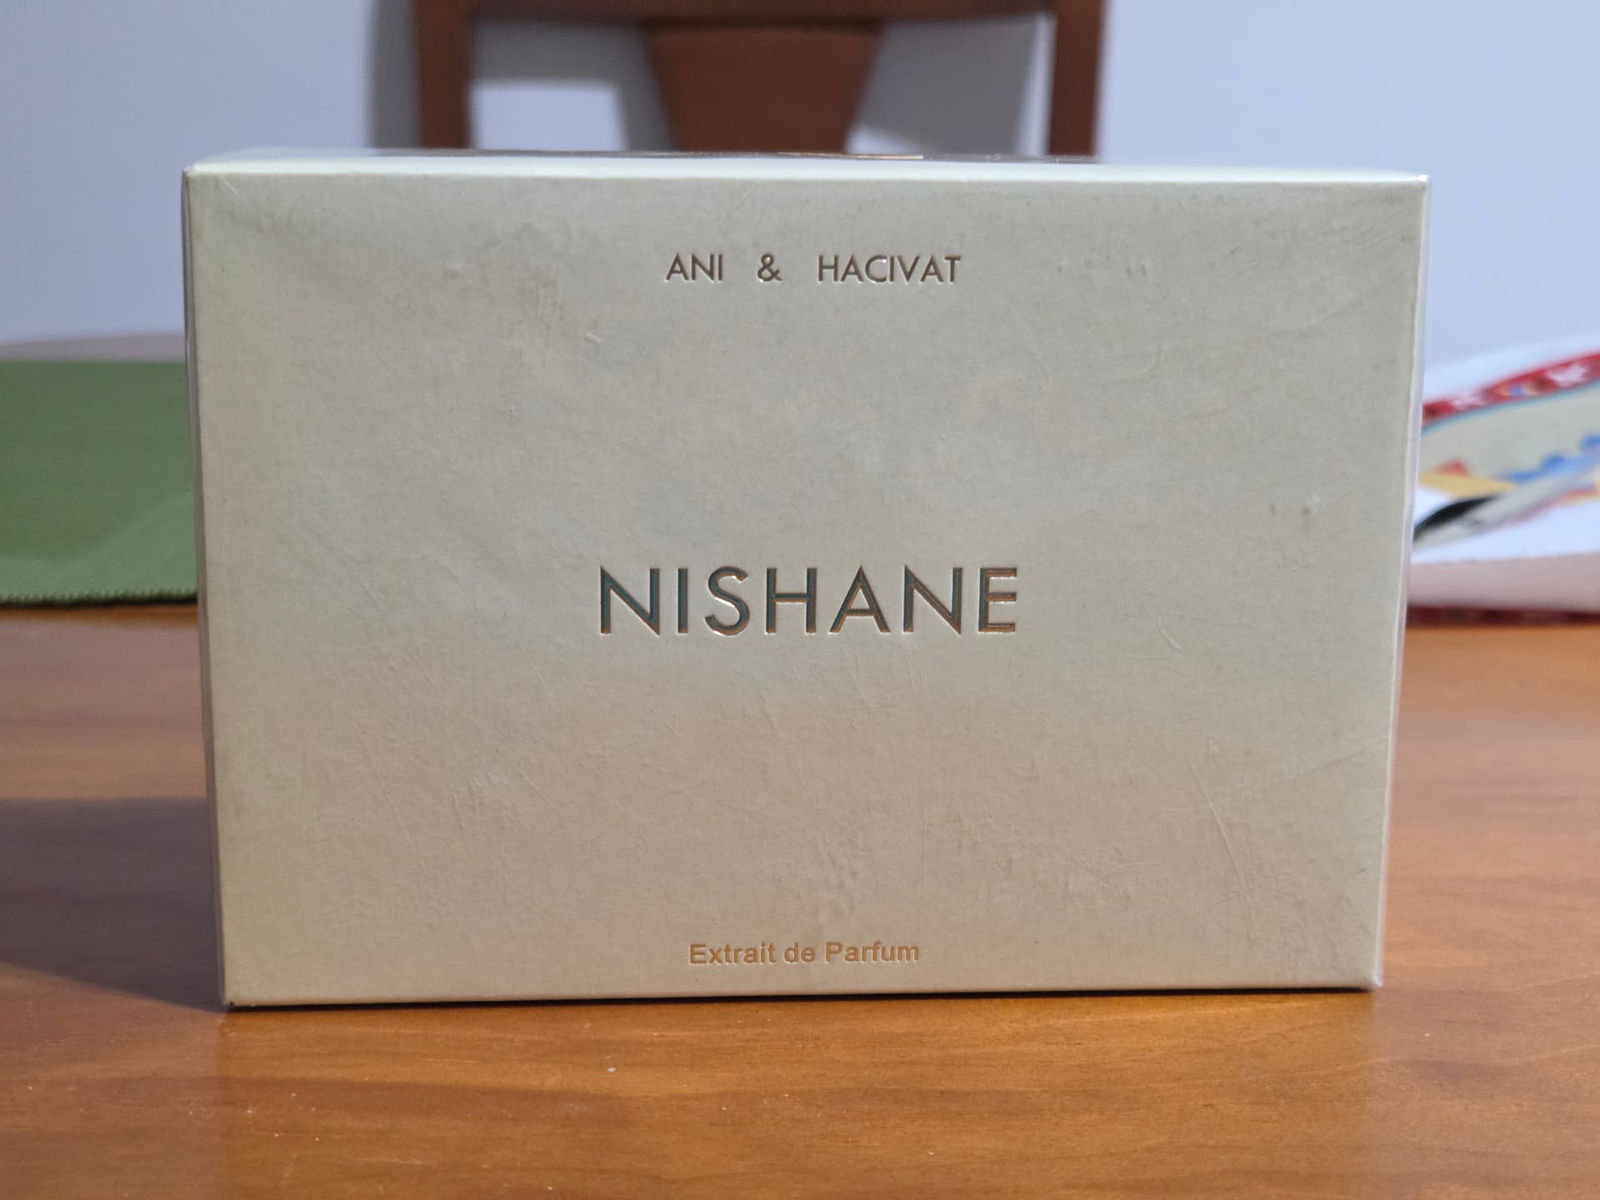 ANI & HACIVAT
NISHANE
Extrait de Parfum